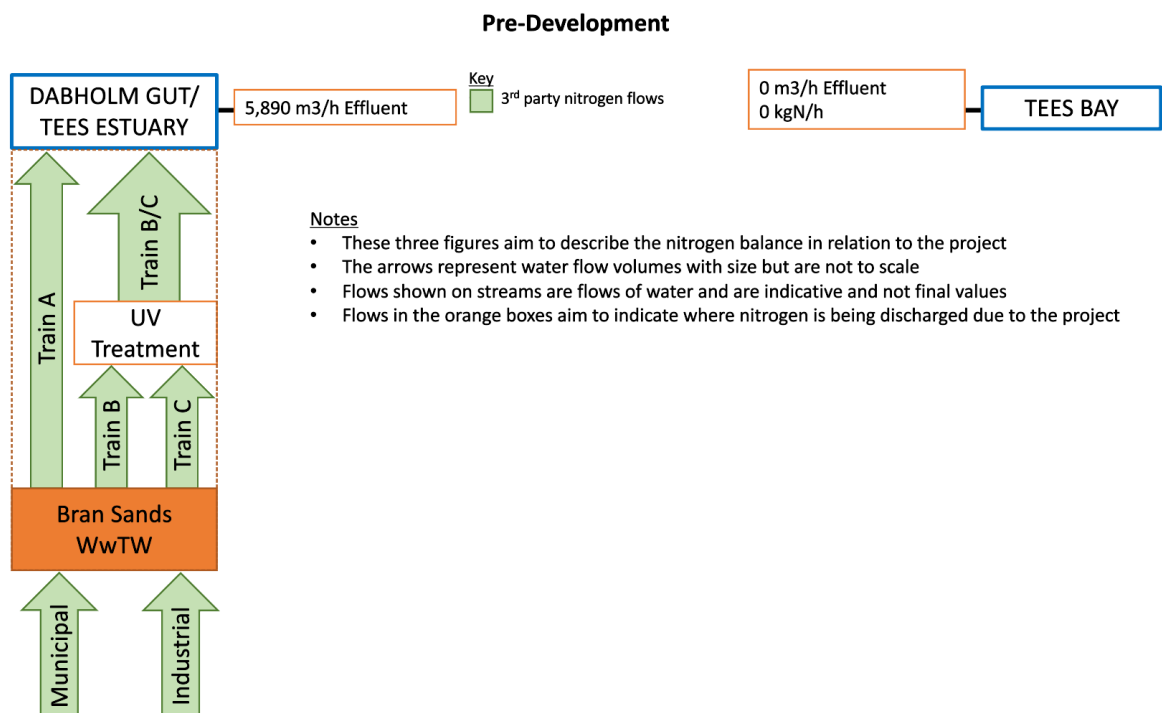 Pre-Development
DABHOLM GUT/
TEES ESTUARY
5,890 m3/h Effluent
Key
3rd party nitrogen flows
0 m3/h Effluent
0 kgN/h
TEES BAY
Notes
• These three figures aim to describe the nitrogen balance in relation to the project
• The arrows represent water flow volumes with size but are not to scale
• Flows shown on streams are flows of water and are indicative and not final values
• Flows in the orange boxes aim to indicate where nitrogen is being discharged due to the project
Train A
Train B/C
UV
Treatment
Train B
Train C
Bran Sands
WwTW
Municipal
Industrial